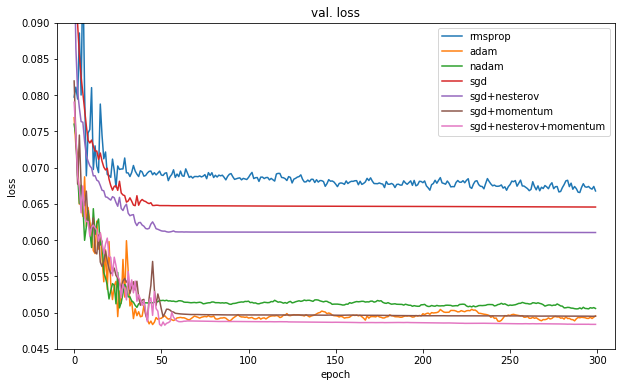 val. loss
0.090
0.085
0.080
0.075
0.070
0.065
0.060
0.055
0.050
0.045
loss
rmsprop
adam
nadam
sgd
sgd+nesterov
sgd+momentum
sgd+nesterov+momentum
0 50 100 150 200 250 300
epoch